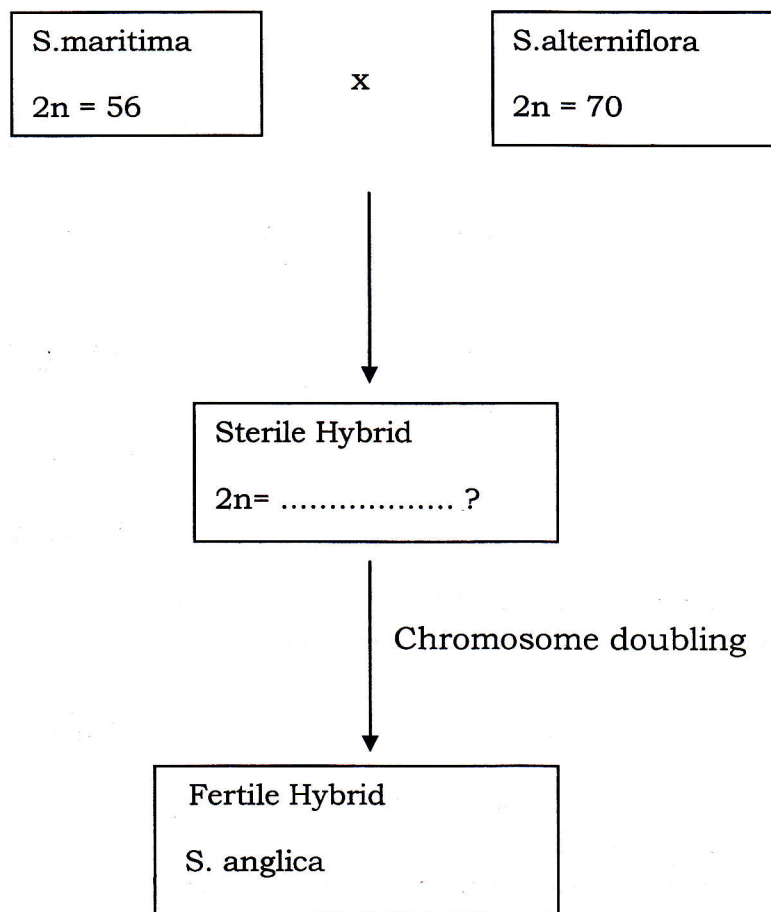 S.maritima
2n = 56
x
S.alterniflora
2n = 70
Sterile Hybrid
2n= .................. ?
Chromosome doubling
Fertile Hybrid
S. anglica